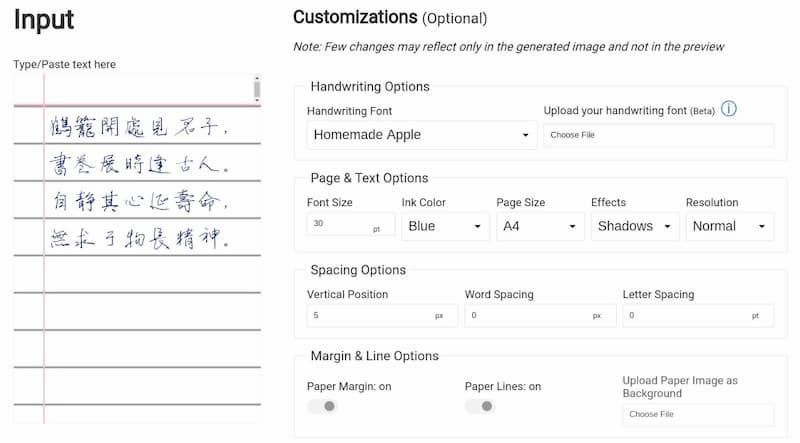 Input
Type/Paste text here
鶴籠開處見君子,
書卷展時逢古人。
自静其心延壽命,
無求于物長精神。
Customizations (Optional)
Note: Few changes may reflect only in the generated image and not in the preview
Handwriting Options
Handwriting Font
Homemade Apple
Upload your handwriting font (Beta)
Choose File
Page & Text Options
Font Size
30 pt
Ink Color
Blue
Page Size
A4
Effects
Shadows
Resolution
Normal
Spacing Options
Vertical Position
5 px
Word Spacing
0 px
Letter Spacing
0 pt
Margin & Line Options
Paper Margin: on
Paper Lines: on
Upload Paper Image as
Background
Choose File